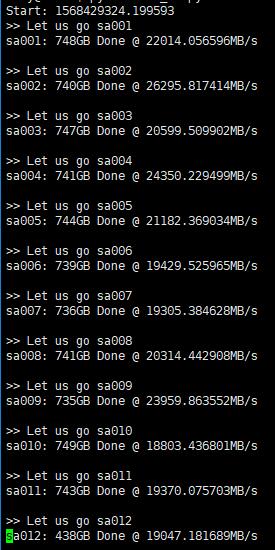 Start: 1568429324.199593
>> Let us go sa001
sa001: 748GB Done @ 22014.056596MB/s
>> Let us go sa002
sa002: 740GB Done @ 26295.817414MB/s
>> Let us go sa003
sa003: 747GB Done @ 20599.509902MB/s
>> Let us go sa004
sa004: 741GB Done @ 24350.229499MB/s
>> Let us go sa005
sa005: 744GB Done @ 21182.369034MB/s
>> Let us go sa006
sa006: 739GB Done @ 19429.525965MB/s
>> Let us go sa007
sa007: 736GB Done @ 19305.384628MB/s
>> Let us go sa008
sa008: 741GB Done @ 20314.442908MB/s
>> Let us go sa009
sa009: 735GB Done @ 23959.863552MB/s
>> Let us go sa010
sa010: 749GB Done @ 18803.436801MB/s
>> Let us go sa011
sa011: 743GB Done @ 19370.075703MB/s
>> Let us go sa012
sa012: 438GB Done @ 19047.181689MB/s